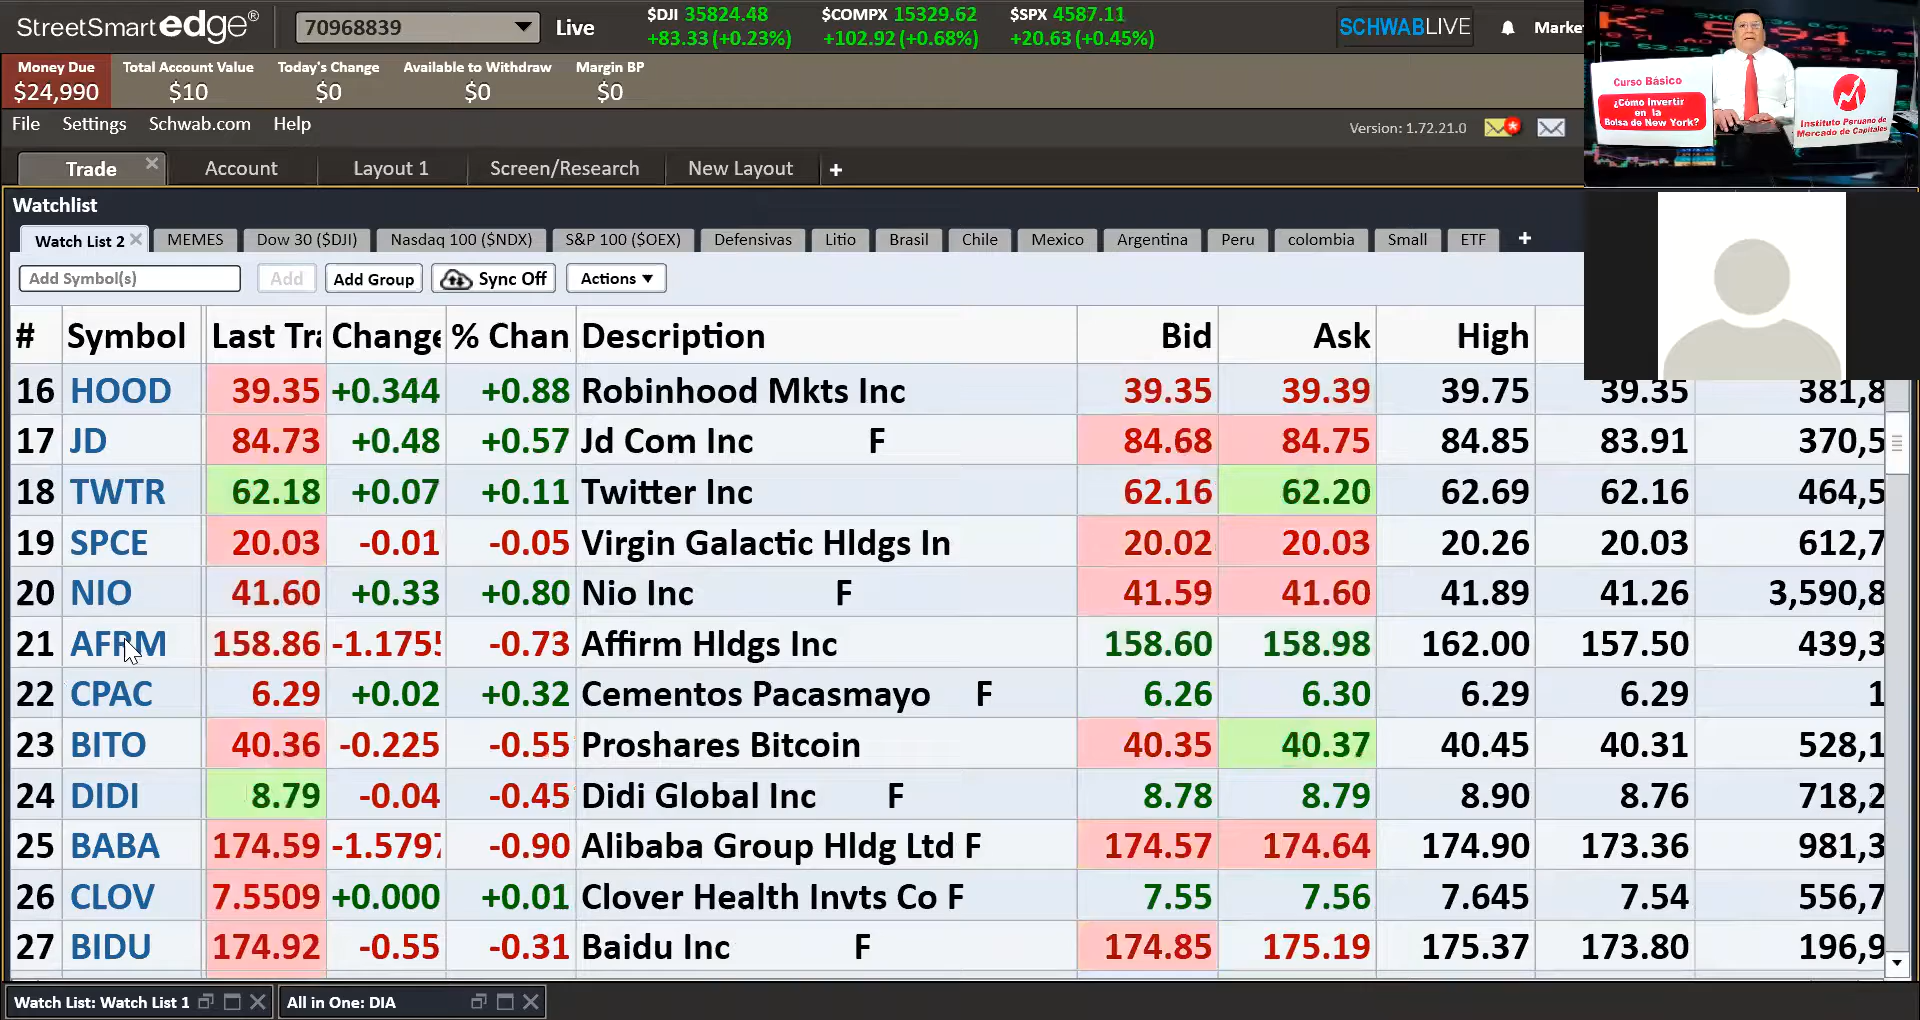 StreetSmart edge® 70968839 Live $DJI 35824.48 $COMPX 15329.62 $SPX 4587.11 SCHWABLIVE Marke
+83.33 (+0.23%) +102.92 (+0.68%) +20.63 (+0.45%)
Money Due Total Account Value Today's Change Available to Withdraw Margin BP
$24,990 $10 $0 $0 $0
Curso Básico
¿Cómo Invertir
en la
Bolsa de New York?
Instituto Peruano de
Mercado de Capitales
File Settings Schwab.com Help Version: 1.72.21.0
Trade Account Layout 1 Screen/Research New Layout +
Watchlist
Watch List 2 MEMES Dow 30 ($DJI) Nasdaq 100 ($NDX) S&P 100 ($OEX) Defensivas Litio Brasil Chile Mexico Argentina Peru colombia Small ETF +
Add Symbol(s) Add Add Group Sync Off Actions
# Symbol Last Tra Change % Chan Description Bid Ask High
16 HOOD 39.35 +0.344 +0.88 Robinhood Mkts Inc 39.35 39.39 39.75 39.35 381,8
17 JD 84.73 +0.48 +0.57 Jd Com Inc F 84.68 84.75 84.85 83.91 370,5
18 TWTR 62.18 +0.07 +0.11 Twitter Inc 62.16 62.20 62.69 62.16 464,5
19 SPCE 20.03 -0.01 -0.05 Virgin Galactic Hldgs In 20.02 20.03 20.26 20.03 612,7
20 NIO 41.60 +0.33 +0.80 Nio Inc F 41.59 41.60 41.89 41.26 3,590,8
21 AFRM 158.86 -1.1755 -0.73 Affirm Hldgs Inc 158.60 158.98 162.00 157.50 439,3
22 CPAC 6.29 +0.02 +0.32 Cementos Pacasmayo F 6.26 6.30 6.29 6.29 1
23 BITO 40.36 -0.225 -0.55 Proshares Bitcoin 40.35 40.37 40.45 40.31 528,1
24 DIDI 8.79 -0.04 -0.45 Didi Global Inc F 8.78 8.79 8.90 8.76 718,2
25 BABA 174.59 -1.5797 -0.90 Alibaba Group Hldg Ltd F 174.57 174.64 174.90 173.36 981,3
26 CLOV 7.5509 +0.000 +0.01 Clover Health Invts Co F 7.55 7.56 7.645 7.54 556,7
27 BIDU 174.92 -0.55 -0.31 Baidu Inc F 174.85 175.19 175.37 173.80 196,9
Watch List: Watch List 1 All in One: DIA